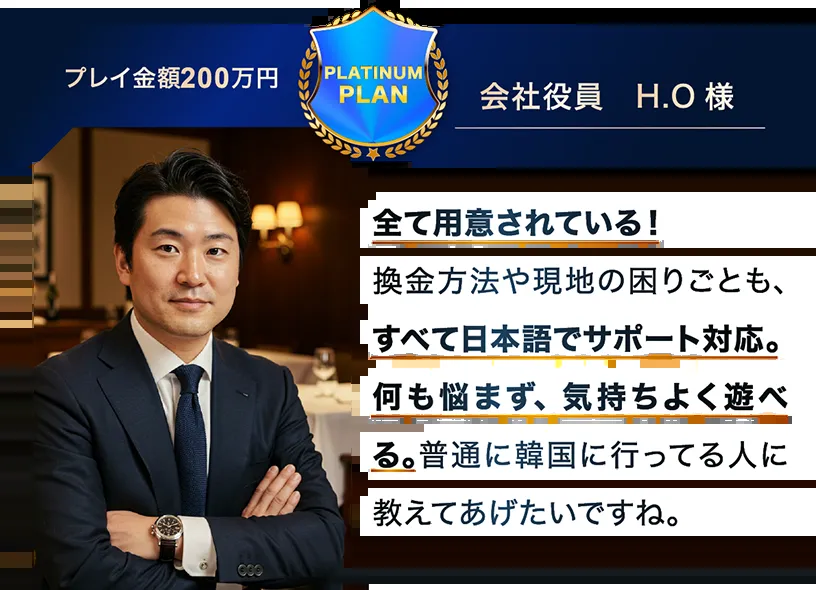 プレイ金額200万円
PLATINUM
PLAN
会社役員 H.O 様
全て用意されている！
換金方法や現地の困りごとも、
すべて日本語でサポート対応。
何も悩まず、気持ちよく遊べ
る。普通に韓国に行ってる人に
教えてあげたいですね。